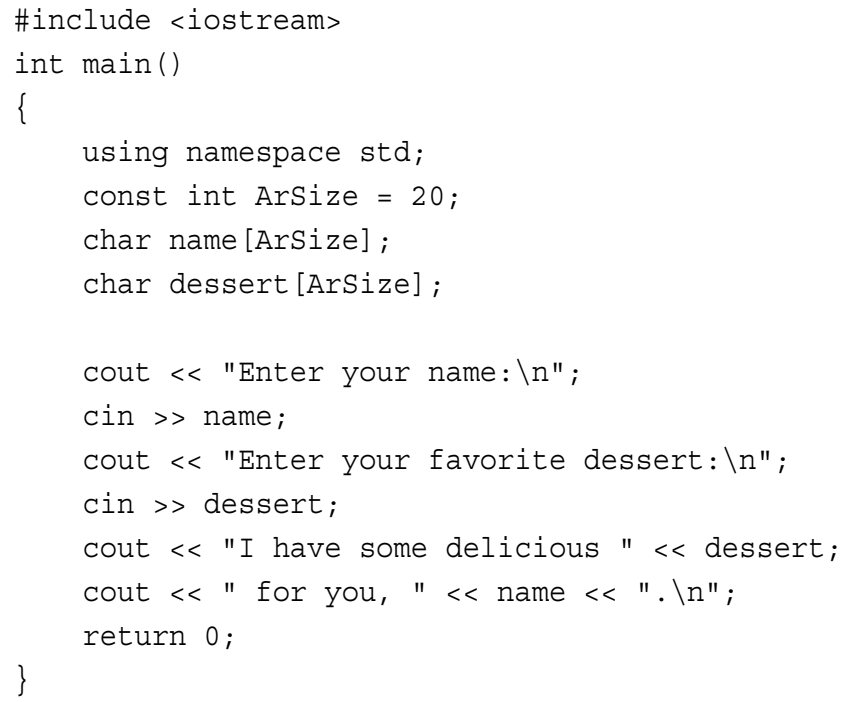 #include <iostream>
int main()
{
    using namespace std;
    const int ArSize = 20;
    char name[ArSize];
    char dessert[ArSize];

    cout << "Enter your name:\n";
    cin >> name;
    cout << "Enter your favorite dessert:\n";
    cin >> dessert;
    cout << "I have some delicious " << dessert;
    cout << " for you, " << name << ".\n";
    return 0;
}